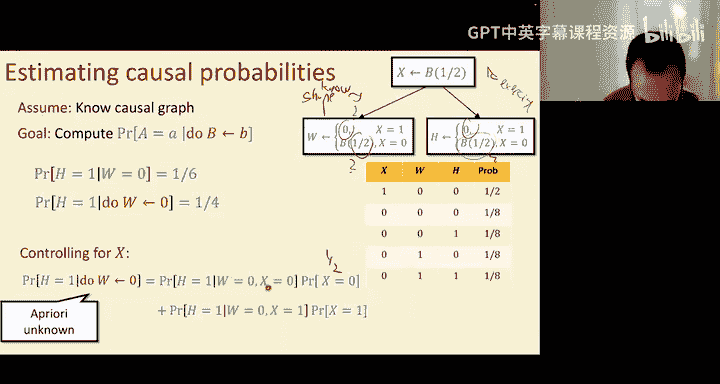 GPT中英字幕课程资源 bilibili
Estimating causal probabilities
X ← B(1/2)
Assume: Know causal graph
Goal: Compute Pr[A = a |do B ← b]
W ← {0, X = 1
B(1/2), X = 0
H ← {0, X = 1
B(1/2), X = 0
Pr[H = 1|W = 0] = 1/6
Pr[H = 1|do W ← 0] = 1/4
X W H Prob
1 0 0 1/2
0 0 0 1/8
0 0 1 1/8
0 1 0 1/8
0 1 1 1/8
Controlling for X:
Pr[H = 1|do W ← 0] = Pr[H = 1|W = 0, X = 0] Pr[ X = 0]
+ Pr[H = 1|W = 0, X = 1] Pr[X = 1]
Apriori
unknown